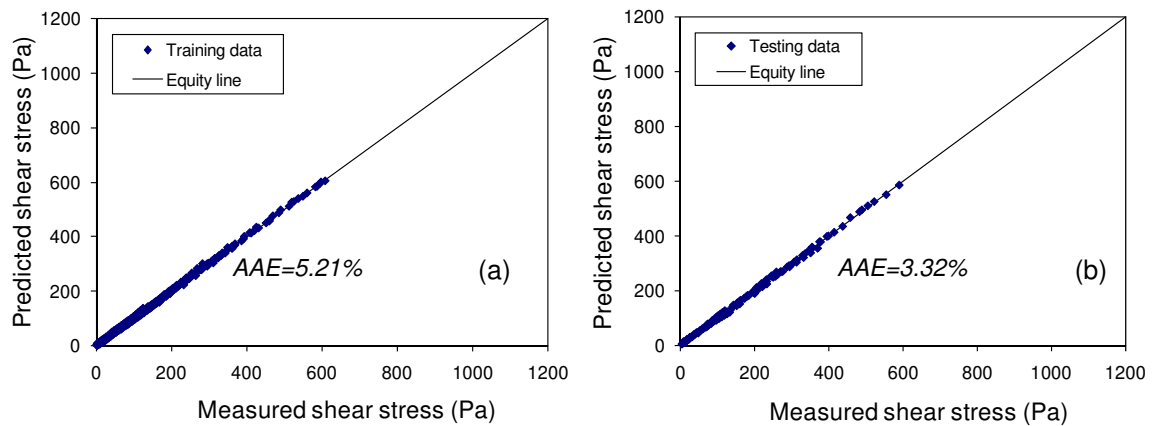 1200
1000
800
600
400
200
0
Predicted shear stress (Pa)
Training data
Equity line
AAE=5.21%
(a)
0 200 400 600 800 1000 1200
Measured shear stress (Pa)
1200
1000
800
600
400
200
0
Predicted shear stress (Pa)
Testing data
Equity line
AAE=3.32%
(b)
0 200 400 600 800 1000 1200
Measured shear stress (Pa)